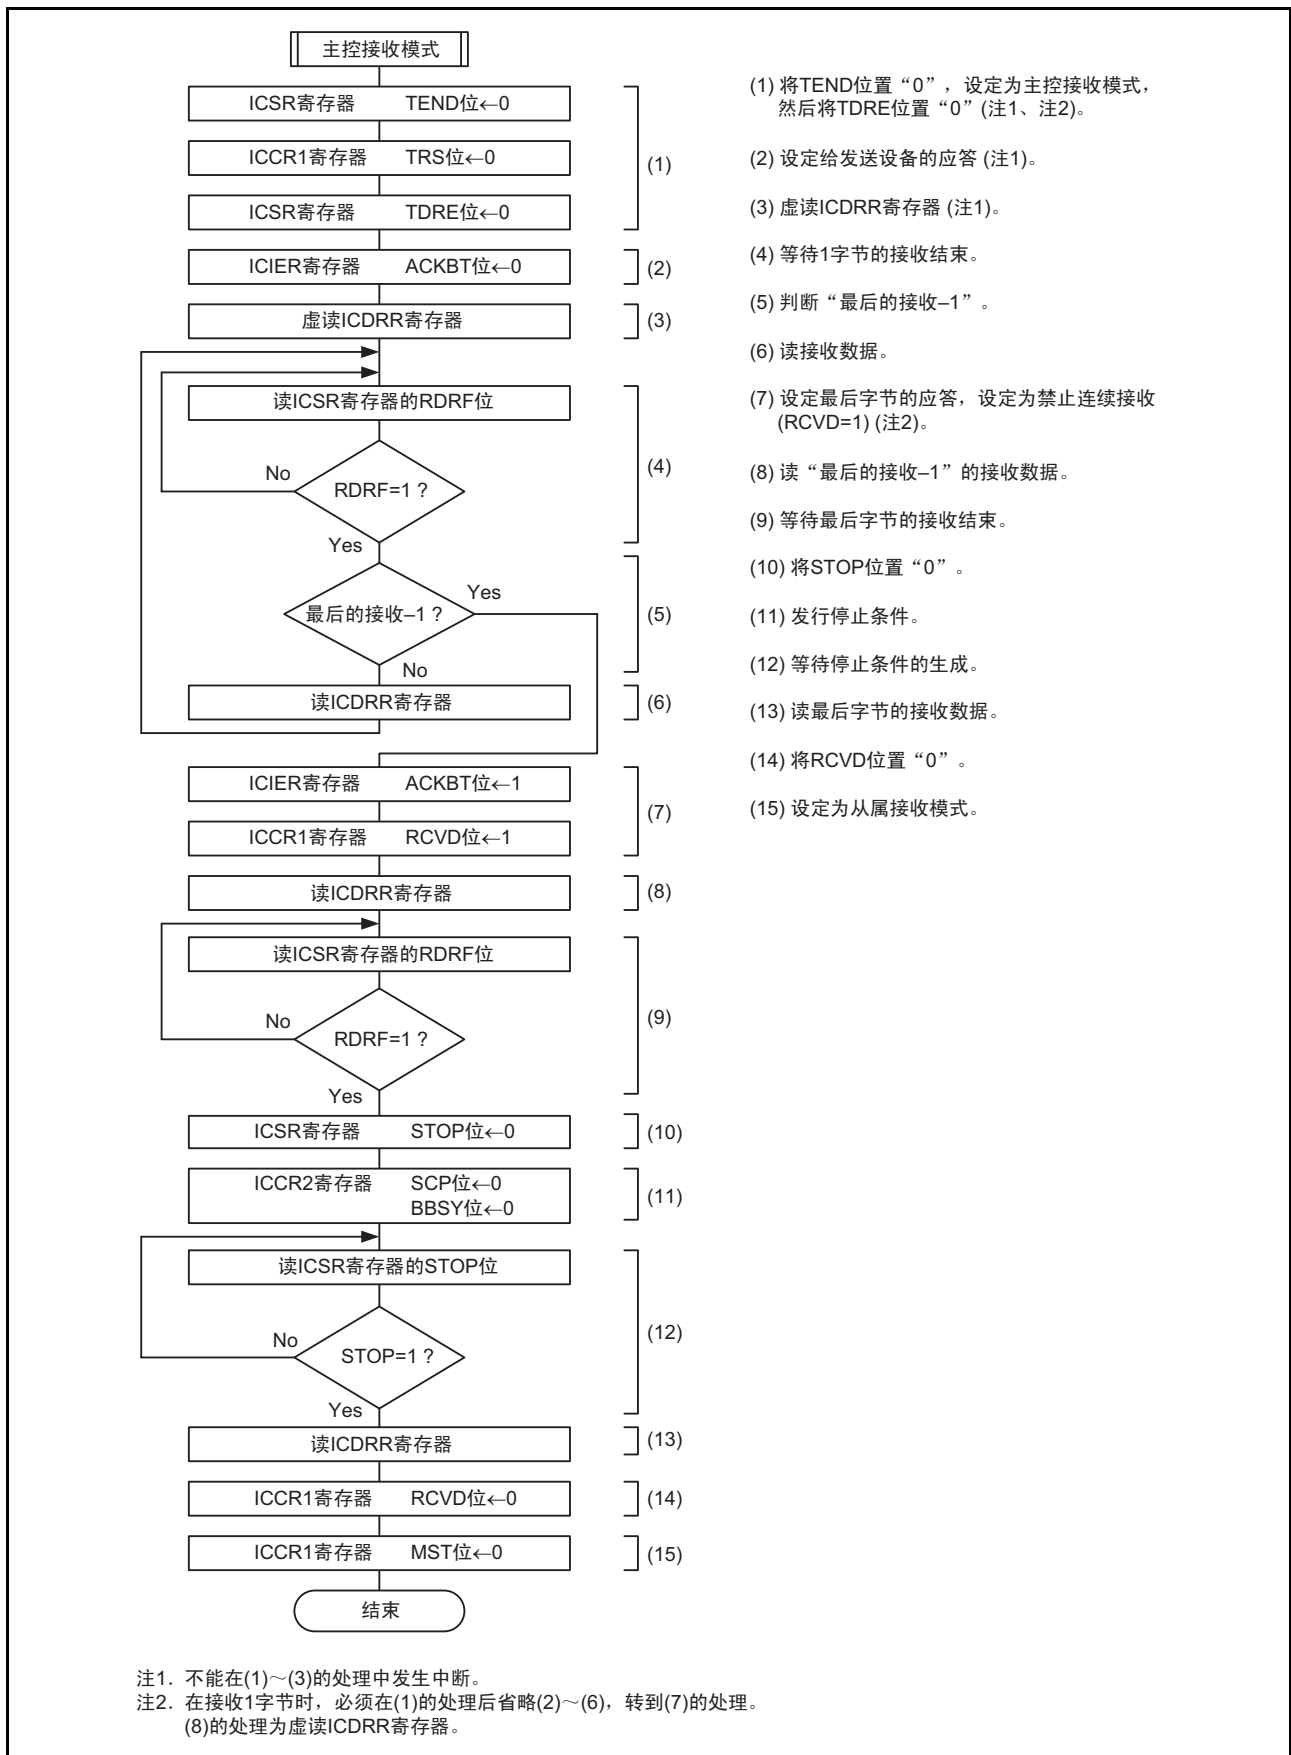 主控接收模式
ICSR寄存器 TEND位←0
ICCR1寄存器 TRS位←0
ICSR寄存器 TDRE位←0
(1)
ICIER寄存器 ACKBT位←0
(2)
虚读ICDRR寄存器
(3)
读ICSR寄存器的RDRF位
RDRF=1 ?
No
Yes
(4)
最后的接收–1 ?
Yes
No
(5)
读ICDRR寄存器
(6)
ICIER寄存器 ACKBT位←1
ICCR1寄存器 RCVD位←1
(7)
读ICDRR寄存器
(8)
读ICSR寄存器的RDRF位
RDRF=1 ?
No
Yes
(9)
ICSR寄存器 STOP位←0
(10)
ICCR2寄存器 SCP位←0
BBSY位←0
(11)
读ICSR寄存器的STOP位
STOP=1 ?
No
Yes
(12)
读ICDRR寄存器
(13)
ICCR1寄存器 RCVD位←0
(14)
ICCR1寄存器 MST位←0
(15)
结束
(1) 将TEND位置“0”，设定为主控接收模式，
然后将TDRE位置“0”(注1、注2)。
(2) 设定给发送设备的应答 (注1)。
(3) 虚读ICDRR寄存器 (注1)。
(4) 等待1字节的接收结束。
(5) 判断“最后的接收–1”。
(6) 读接收数据。
(7) 设定最后字节的应答，设定为禁止连续接收
(RCVD=1) (注2)。
(8) 读“最后的接收–1”的接收数据。
(9) 等待最后字节的接收结束。
(10) 将STOP位置“0”。
(11) 发行停止条件。
(12) 等待停止条件的生成。
(13) 读最后字节的接收数据。
(14) 将RCVD位置“0”。
(15) 设定为从属接收模式。
注1. 不能在(1)～(3)的处理中发生中断。
注2. 在接收1字节时，必须在(1)的处理后省略(2)～(6)，转到(7)的处理。
(8)的处理为虚读ICDRR寄存器。